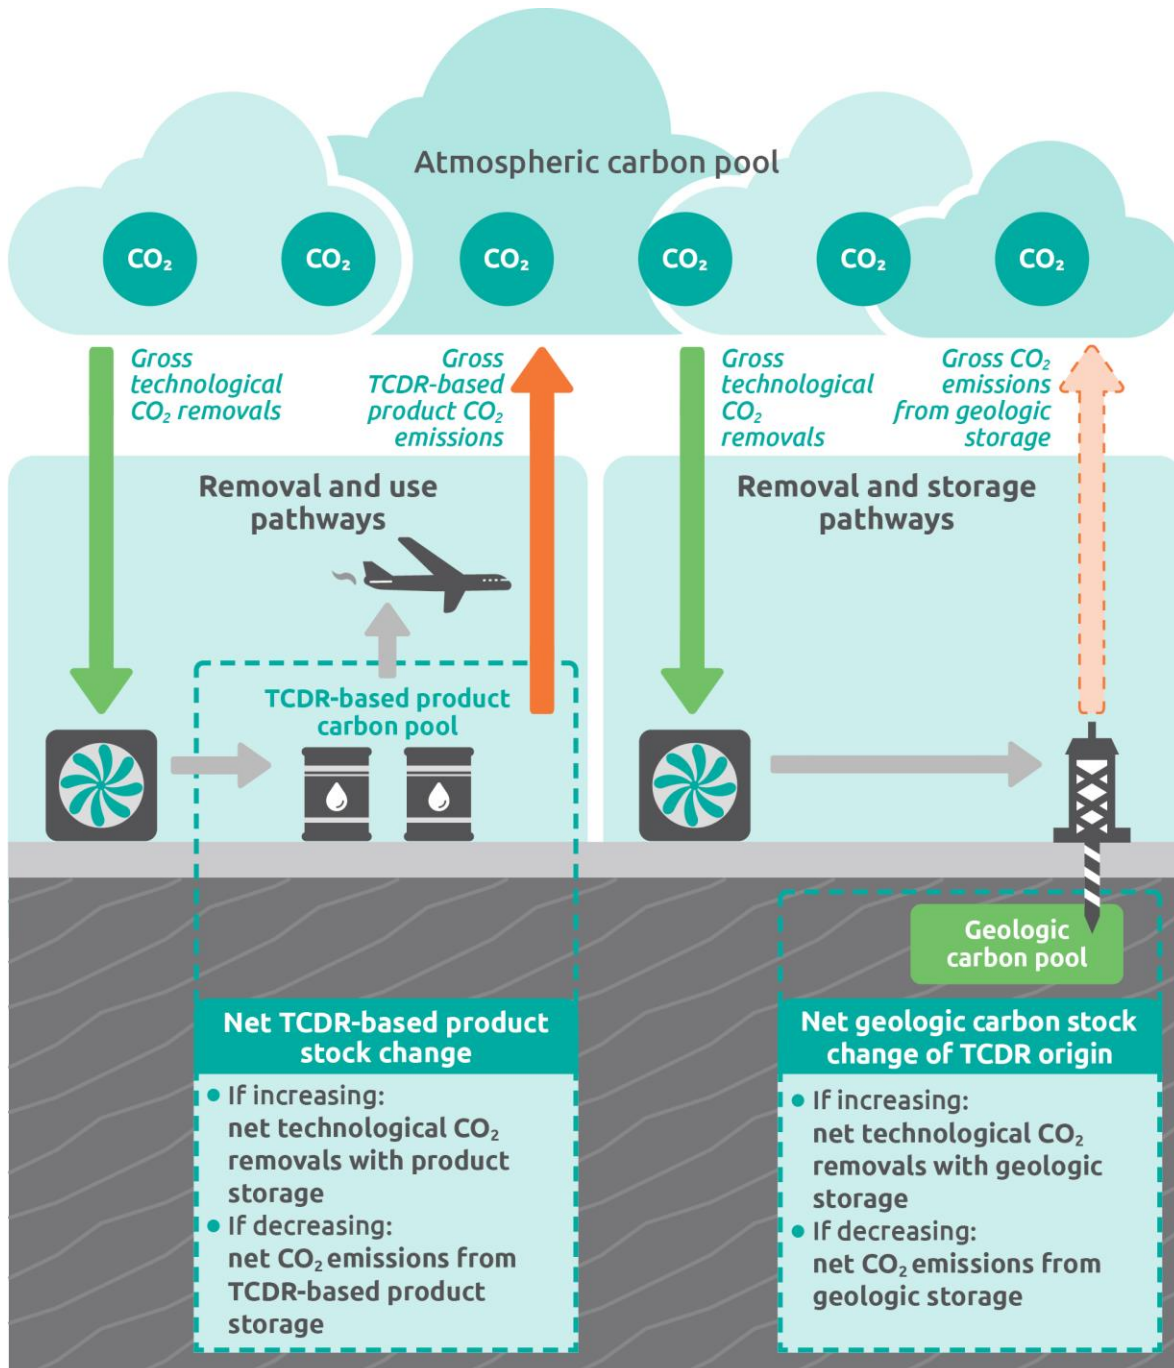 Atmospheric carbon pool
CO₂
CO₂
CO₂
CO₂
CO₂
CO₂
Gross
technological
CO₂ removals
Gross
TCDR-based
product CO₂
emissions
Gross
technological
CO₂
removals
Gross CO₂
emissions
from geologic
storage
Removal and use
pathways
Removal and storage
pathways
TCDR-based product
carbon pool
Geologic
carbon pool
Net TCDR-based product
stock change
• If increasing:
net technological CO₂
removals with product
storage
• If decreasing:
net CO₂ emissions from
TCDR-based product
storage
Net geologic carbon stock
change of TCDR origin
• If increasing:
net technological CO₂
removals with geologic
storage
• If decreasing:
net CO₂ emissions from
geologic storage